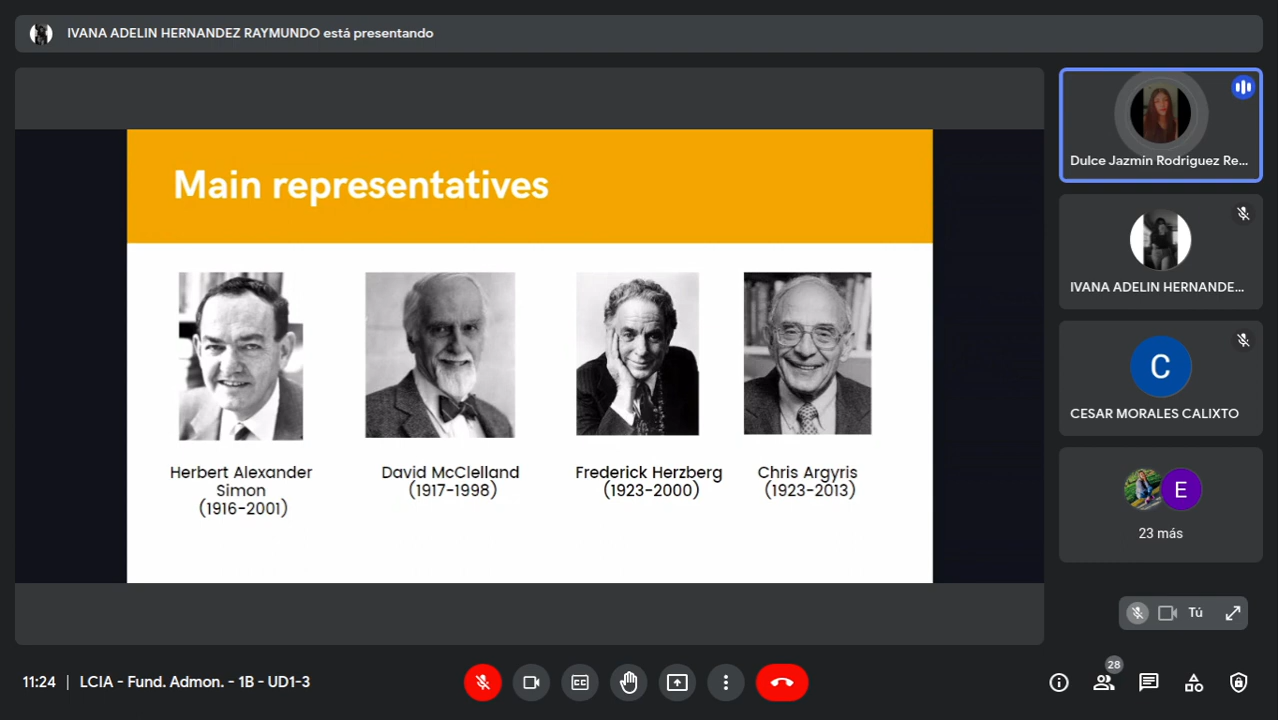 IVANA ADELIN HERNANDEZ RAYMUNDO está presentando
Main representatives
Herbert Alexander
Simon
(1916-2001)
David McClelland
(1917-1998)
Frederick Herzberg
(1923-2000)
Chris Argyris
(1923-2013)
Dulce Jazmín Rodriguez Re...
IVANA ADELIN HERNANDE...
C
CESAR MORALES CALIXTO
E
23 más
Tú
11:24 | LCIA - Fund. Admon. - 1B - UD1-3
CC
28